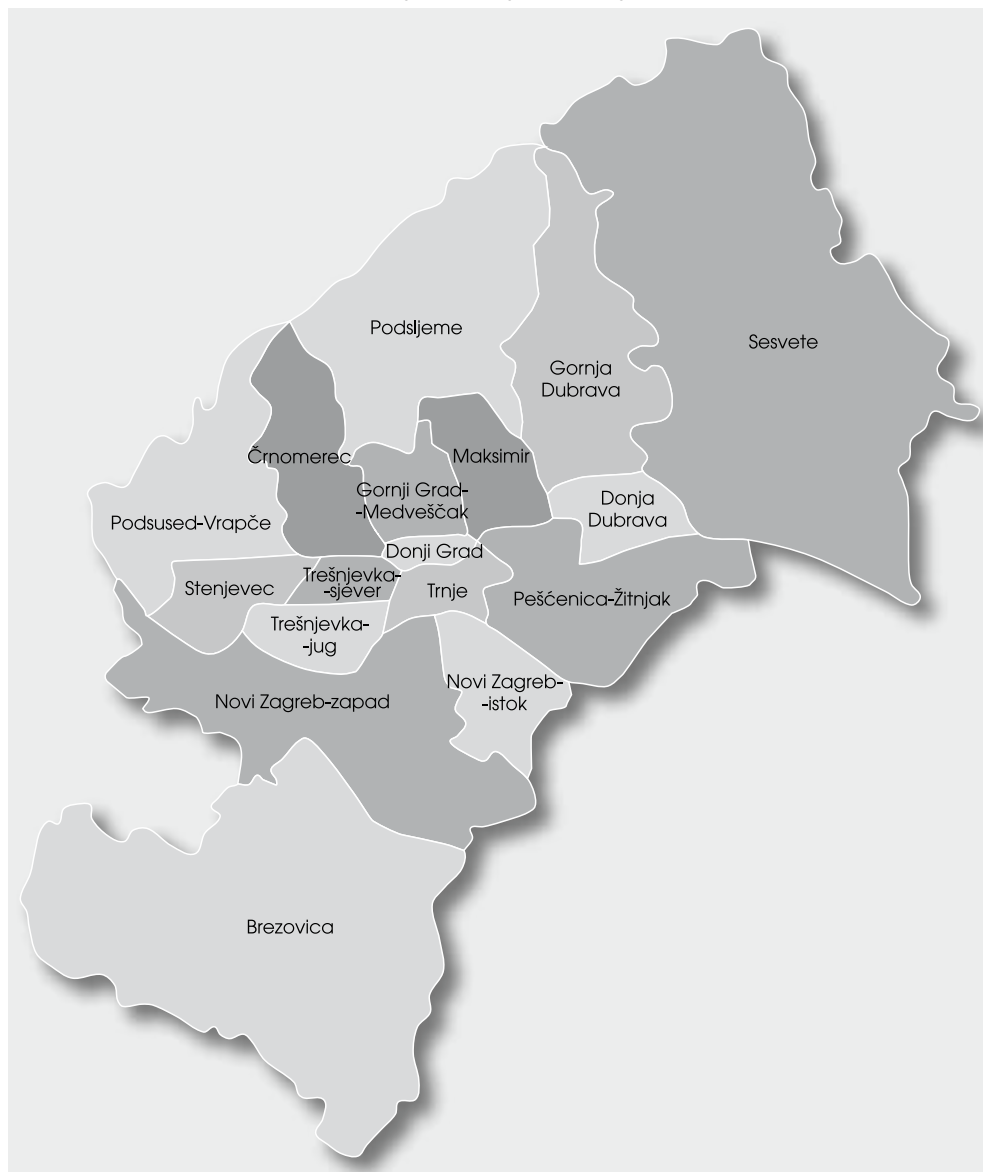 Podsljeme
Sesvete
Gornja
Dubrava
Črnomerec
Maksimir
Gornji Grad-
-Medveščak
Donja
Dubrava
Podsused-Vrapče
Donji Grad
Stenjevec
Trešnjevka-
-sjever
Trnje
Pešćenica-Žitnjak
Trešnjevka-
-jug
Novi Zagreb-
-istok
Novi Zagreb-zapad
Brezovica